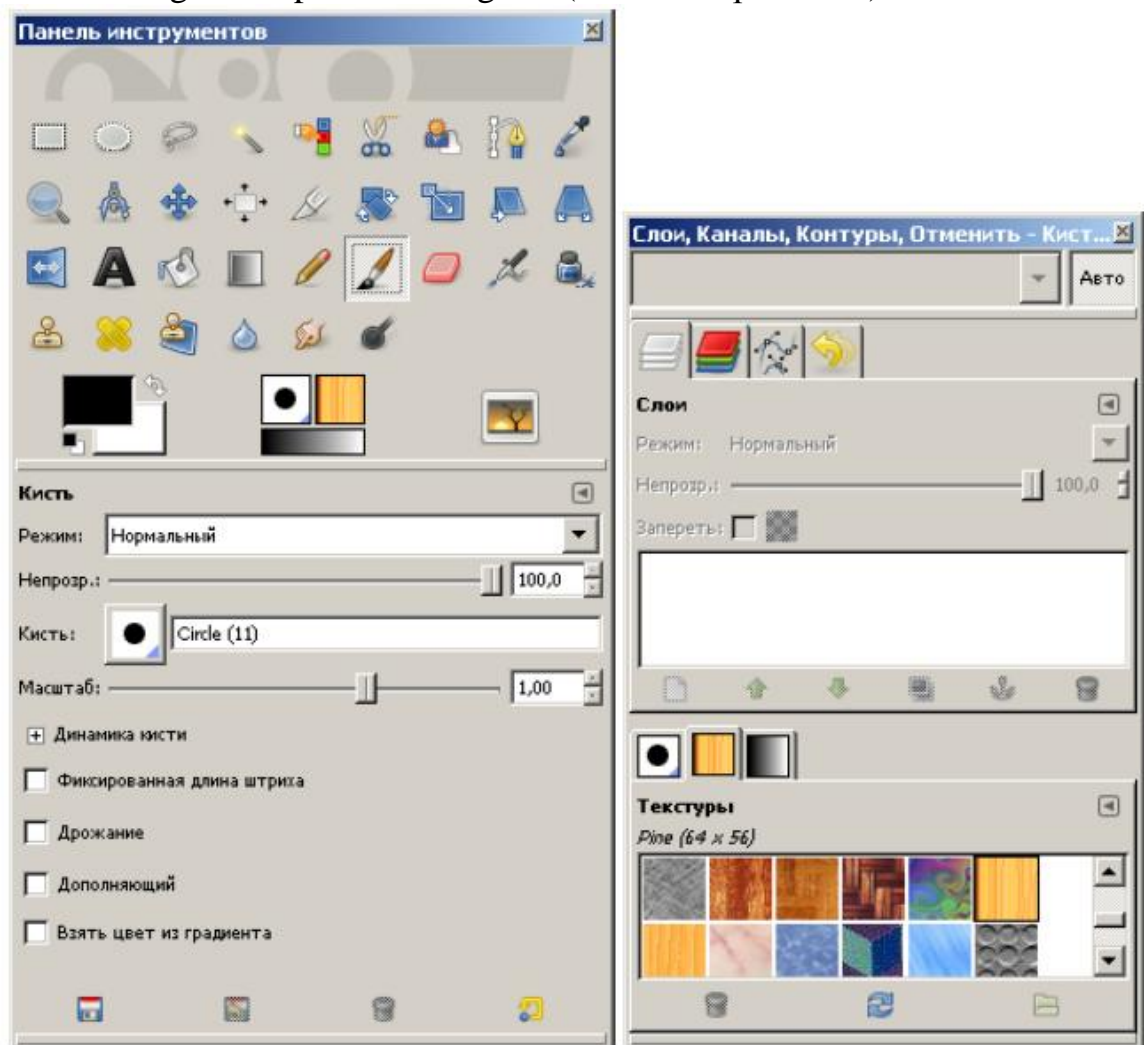 Панель инструментов
Кисть
Режим: Нормальный
Непрозр.: 100,0
Кисть: Circle (11)
Масштаб: 1,00
Динамика кисти
Фиксированная длина штриха
Дрожание
Дополняющий
Взять цвет из градиента
Слои, Каналы, Контуры, Отменить - Кист...
Авто
Слои
Режим: Нормальный
Непрозр.: 100,0
Запереть:
Текстуры
Pine (64 × 56)